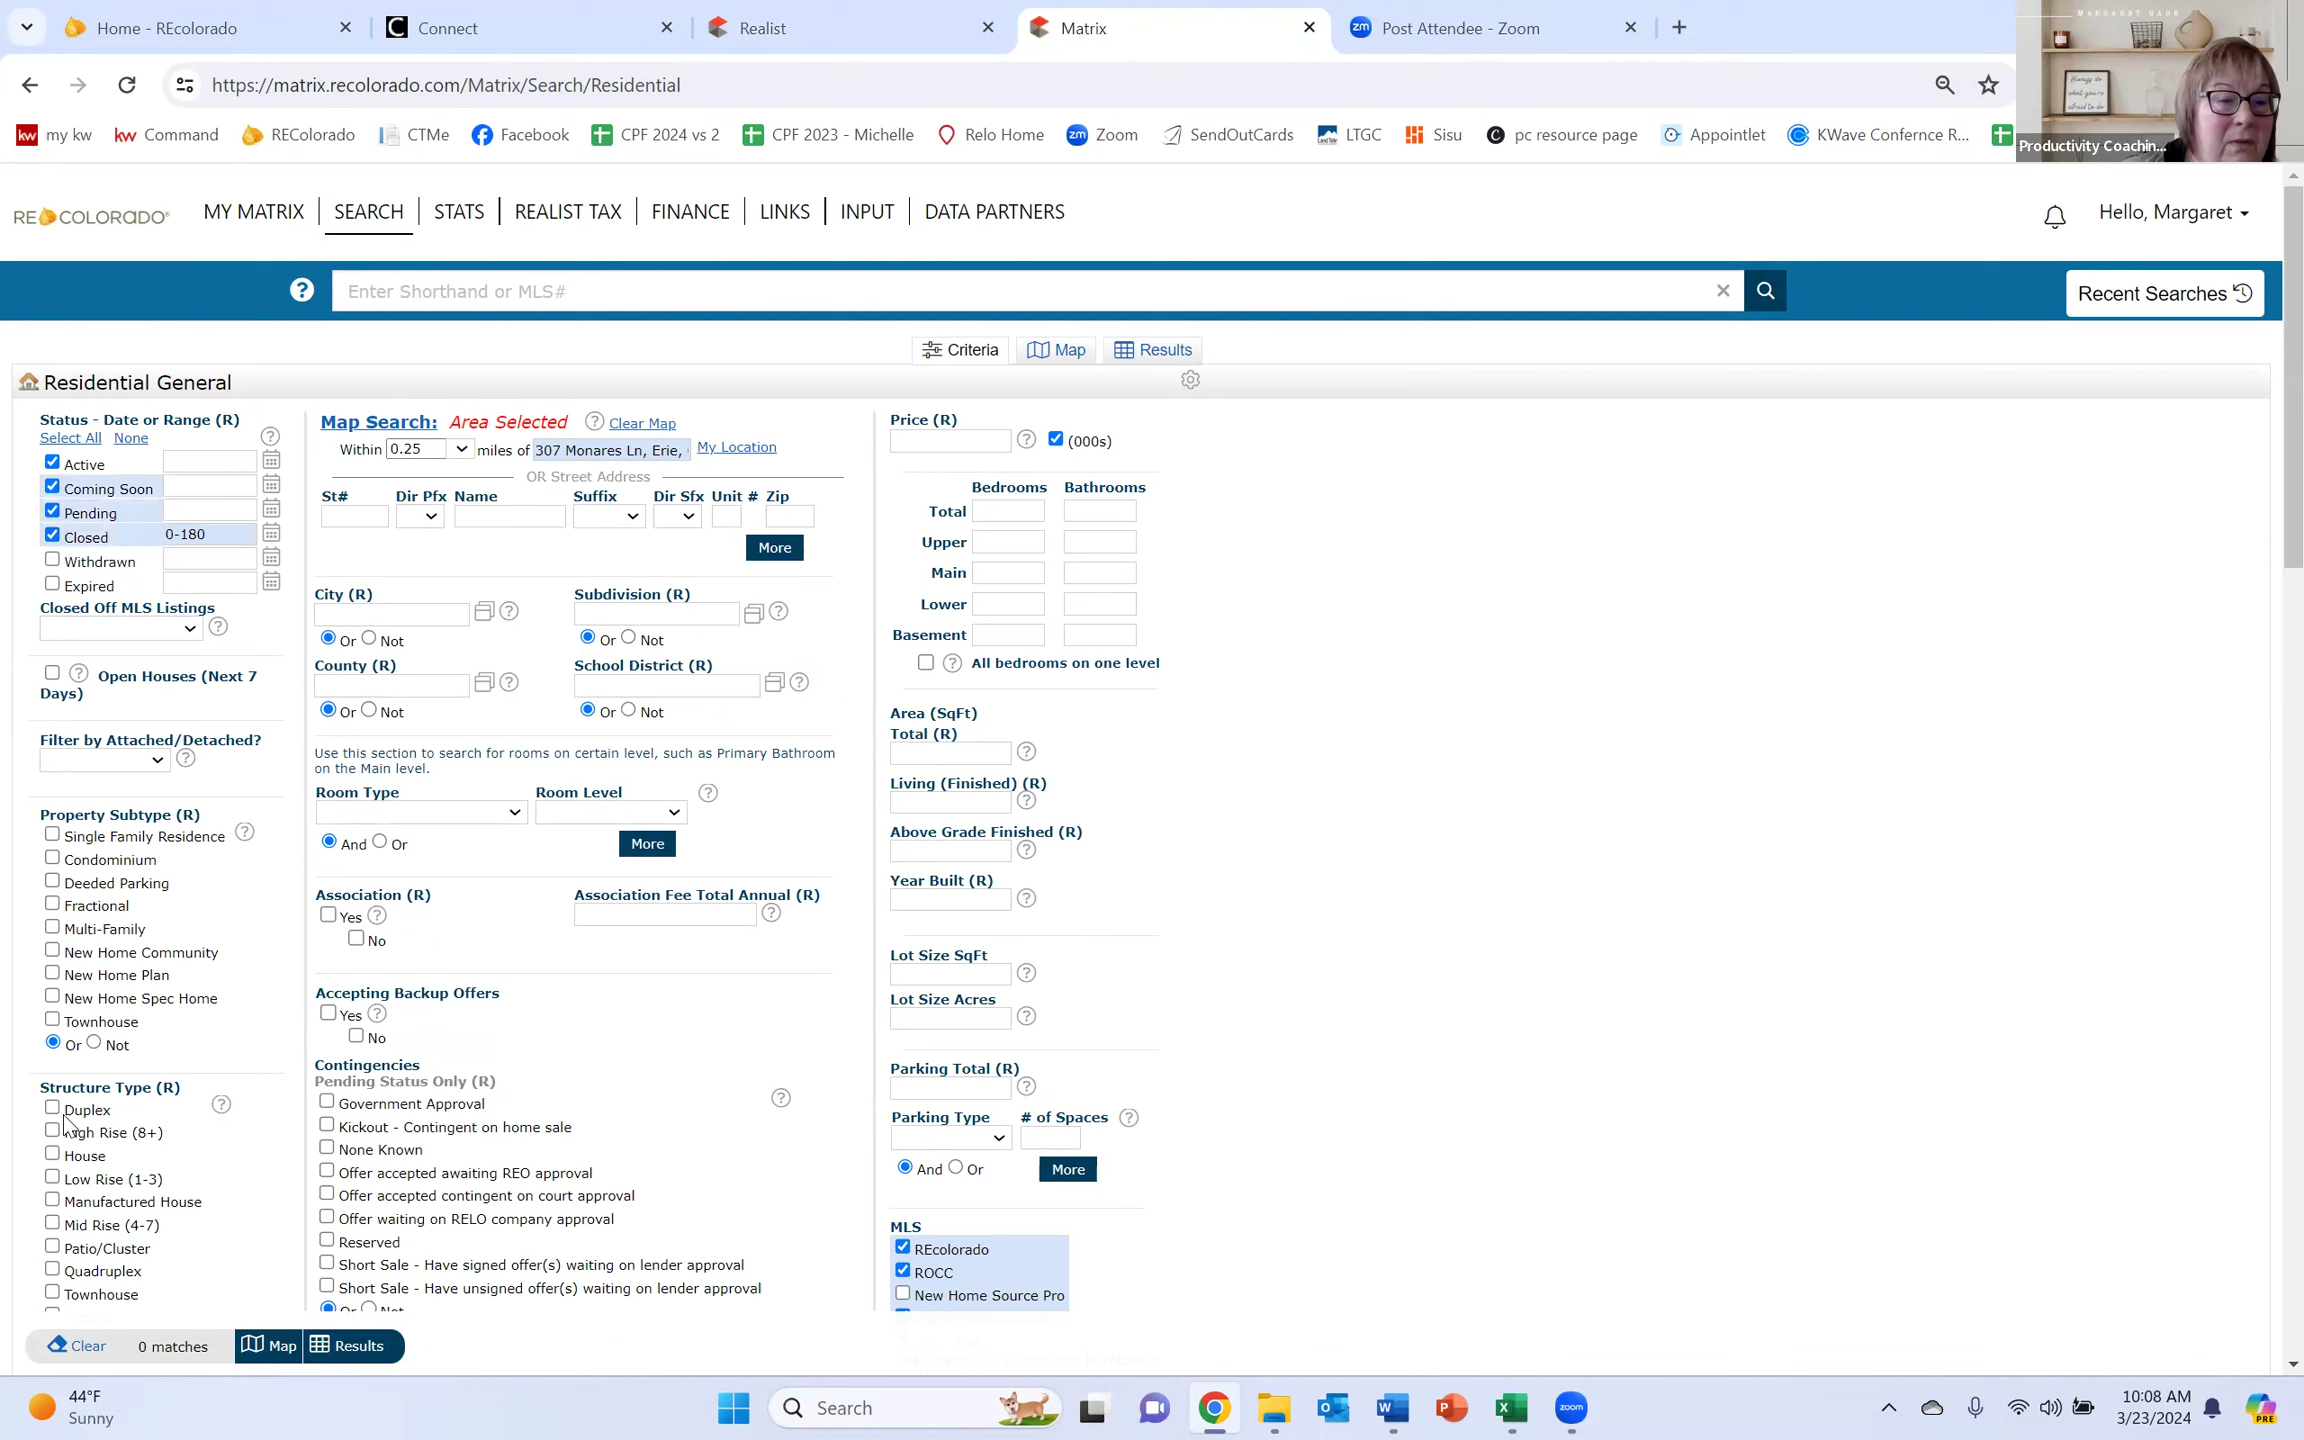 Home - REcolorado
Connect
Realist
Matrix
Post Attendee - Zoom
https://matrix.recolorado.com/Matrix/Search/Residential
my kw
Command
REColorado
CTMe
Facebook
CPF 2024 vs 2
CPF 2023 - Michelle
Relo Home
Zoom
SendOutCards
LTGC
Sisu
pc resource page
Appointlet
KWave Confernce R...
MARGARET GADE
Always do what you're afraid to do
Productivity Coachin...
RECOLORADO
MY MATRIX
SEARCH
STATS
REALIST TAX
FINANCE
LINKS
INPUT
DATA PARTNERS
Hello, Margaret
Enter Shorthand or MLS#
Recent Searches
Criteria
Map
Results
Residential General
Status - Date or Range (R)
Select All None
Active
Coming Soon
Pending
Closed 0-180
Withdrawn
Expired
Closed Off MLS Listings
Open Houses (Next 7
Days)
Filter by Attached/Detached?
Property Subtype (R)
Single Family Residence
Condominium
Deeded Parking
Fractional
Multi-Family
New Home Community
New Home Plan
New Home Spec Home
Townhouse
Or Not
Structure Type (R)
Duplex
High Rise (8+)
House
Low Rise (1-3)
Manufactured House
Mid Rise (4-7)
Patio/Cluster
Quadruplex
Townhouse
Map Search: Area Selected Clear Map
Within 0.25 miles of 307 Monares Ln, Erie, My Location
OR Street Address
St# Dir Pfx Name Suffix Dir Sfx Unit # Zip
More
City (R) Subdivision (R)
Or Not Or Not
County (R) School District (R)
Or Not Or Not
Use this section to search for rooms on certain level, such as Primary Bathroom
on the Main level.
Room Type Room Level
And Or More
Association (R) Association Fee Total Annual (R)
Yes
No
Accepting Backup Offers
Yes
No
Contingencies
Pending Status Only (R)
Government Approval
Kickout - Contingent on home sale
None Known
Offer accepted awaiting REO approval
Offer accepted contingent on court approval
Offer waiting on RELO company approval
Reserved
Short Sale - Have signed offer(s) waiting on lender approval
Short Sale - Have unsigned offer(s) waiting on lender approval
Or Not
Price (R)
(000s)
Bedrooms Bathrooms
Total
Upper
Main
Lower
Basement
All bedrooms on one level
Area (SqFt)
Total (R)
Living (Finished) (R)
Above Grade Finished (R)
Year Built (R)
Lot Size SqFt
Lot Size Acres
Parking Total (R)
Parking Type # of Spaces
And Or More
MLS
REcolorado
ROCC
New Home Source Pro
Clear 0 matches Map Results
44°F
Sunny
Search
10:08 AM
3/23/2024
PRE